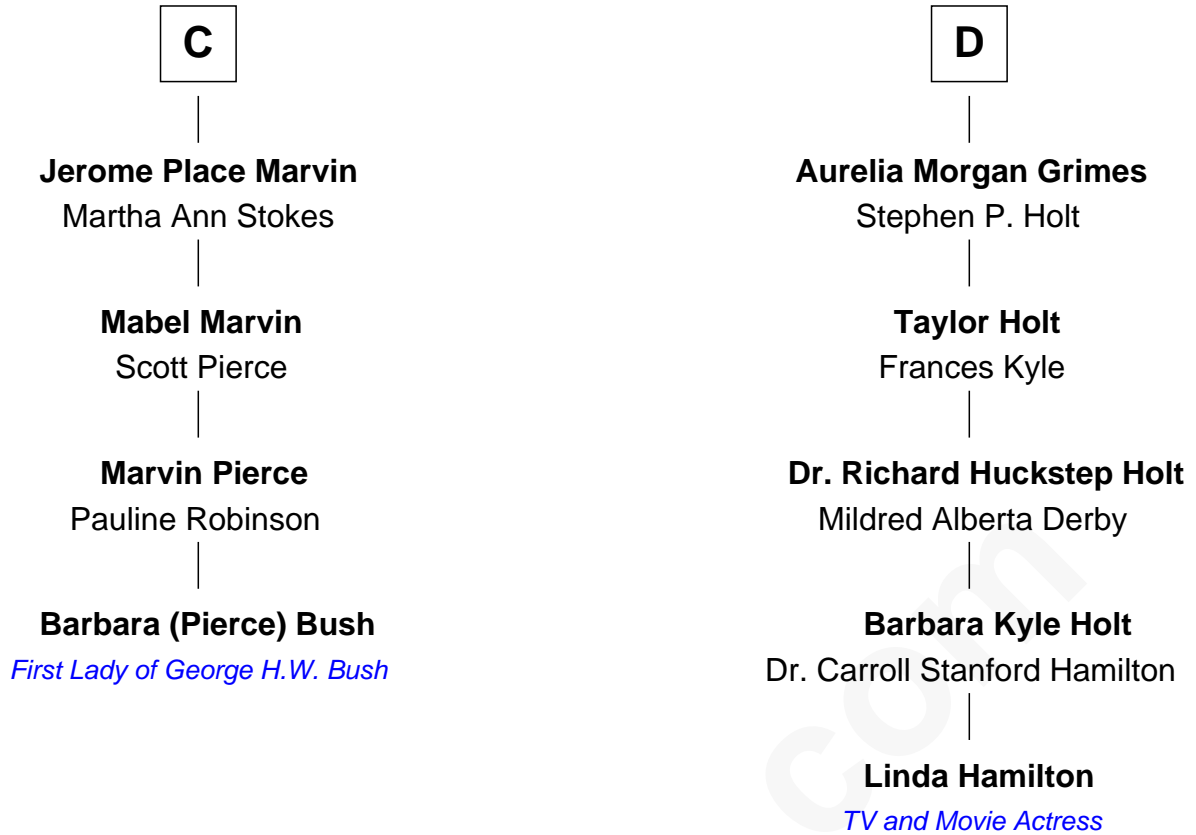 C
Jerome Place Marvin
Martha Ann Stokes
Mabel Marvin
Scott Pierce
Marvin Pierce
Pauline Robinson
Barbara (Pierce) Bush
First Lady of George H.W. Bush
D
Aurelia Morgan Grimes
Stephen P. Holt
Taylor Holt
Frances Kyle
Dr. Richard Huckstep Holt
Mildred Alberta Derby
Barbara Kyle Holt
Dr. Carroll Stanford Hamilton
Linda Hamilton
TV and Movie Actress
com